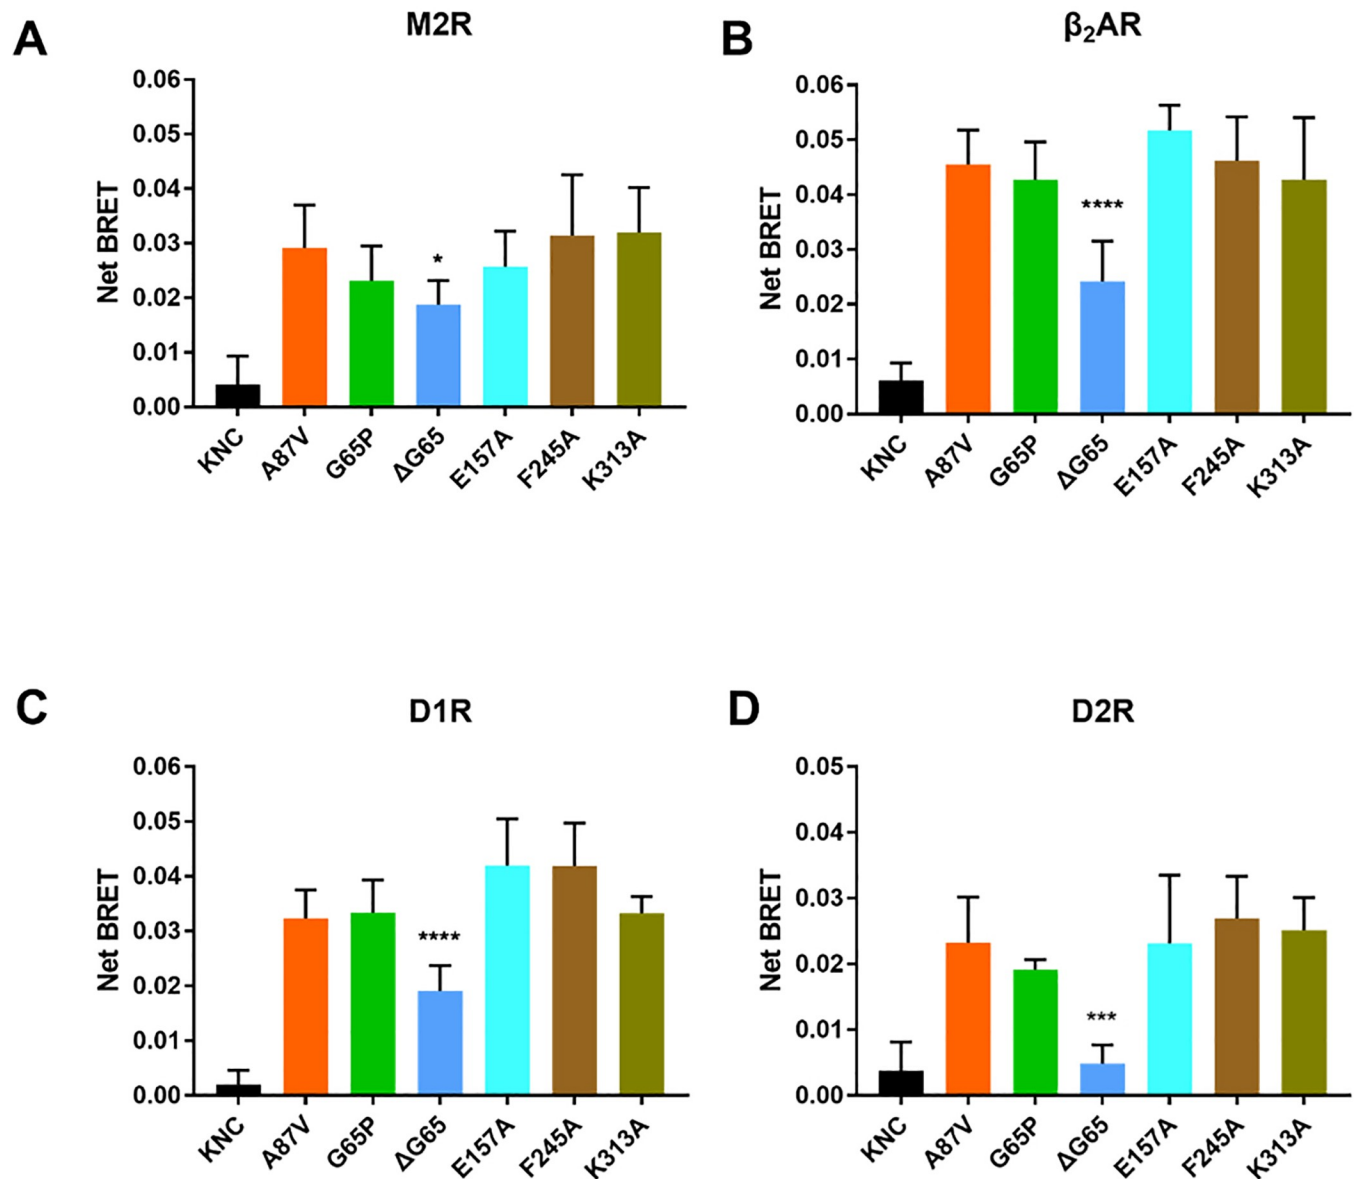 A
M2R
Net BRET
0.06
0.05
0.04
0.03
0.02
0.01
0.00
*
KNC
A87V
G65P
ΔG65
E157A
F245A
K313A
B
β₂AR
Net BRET
0.06
0.05
0.04
0.03
0.02
0.01
0.00
****
KNC
A87V
G65P
ΔG65
E157A
F245A
K313A
C
D1R
Net BRET
0.06
0.05
0.04
0.03
0.02
0.01
0.00
****
KNC
A87V
G65P
ΔG65
E157A
F245A
K313A
D
D2R
Net BRET
0.05
0.04
0.03
0.02
0.01
0.00
***
KNC
A87V
G65P
ΔG65
E157A
F245A
K313A